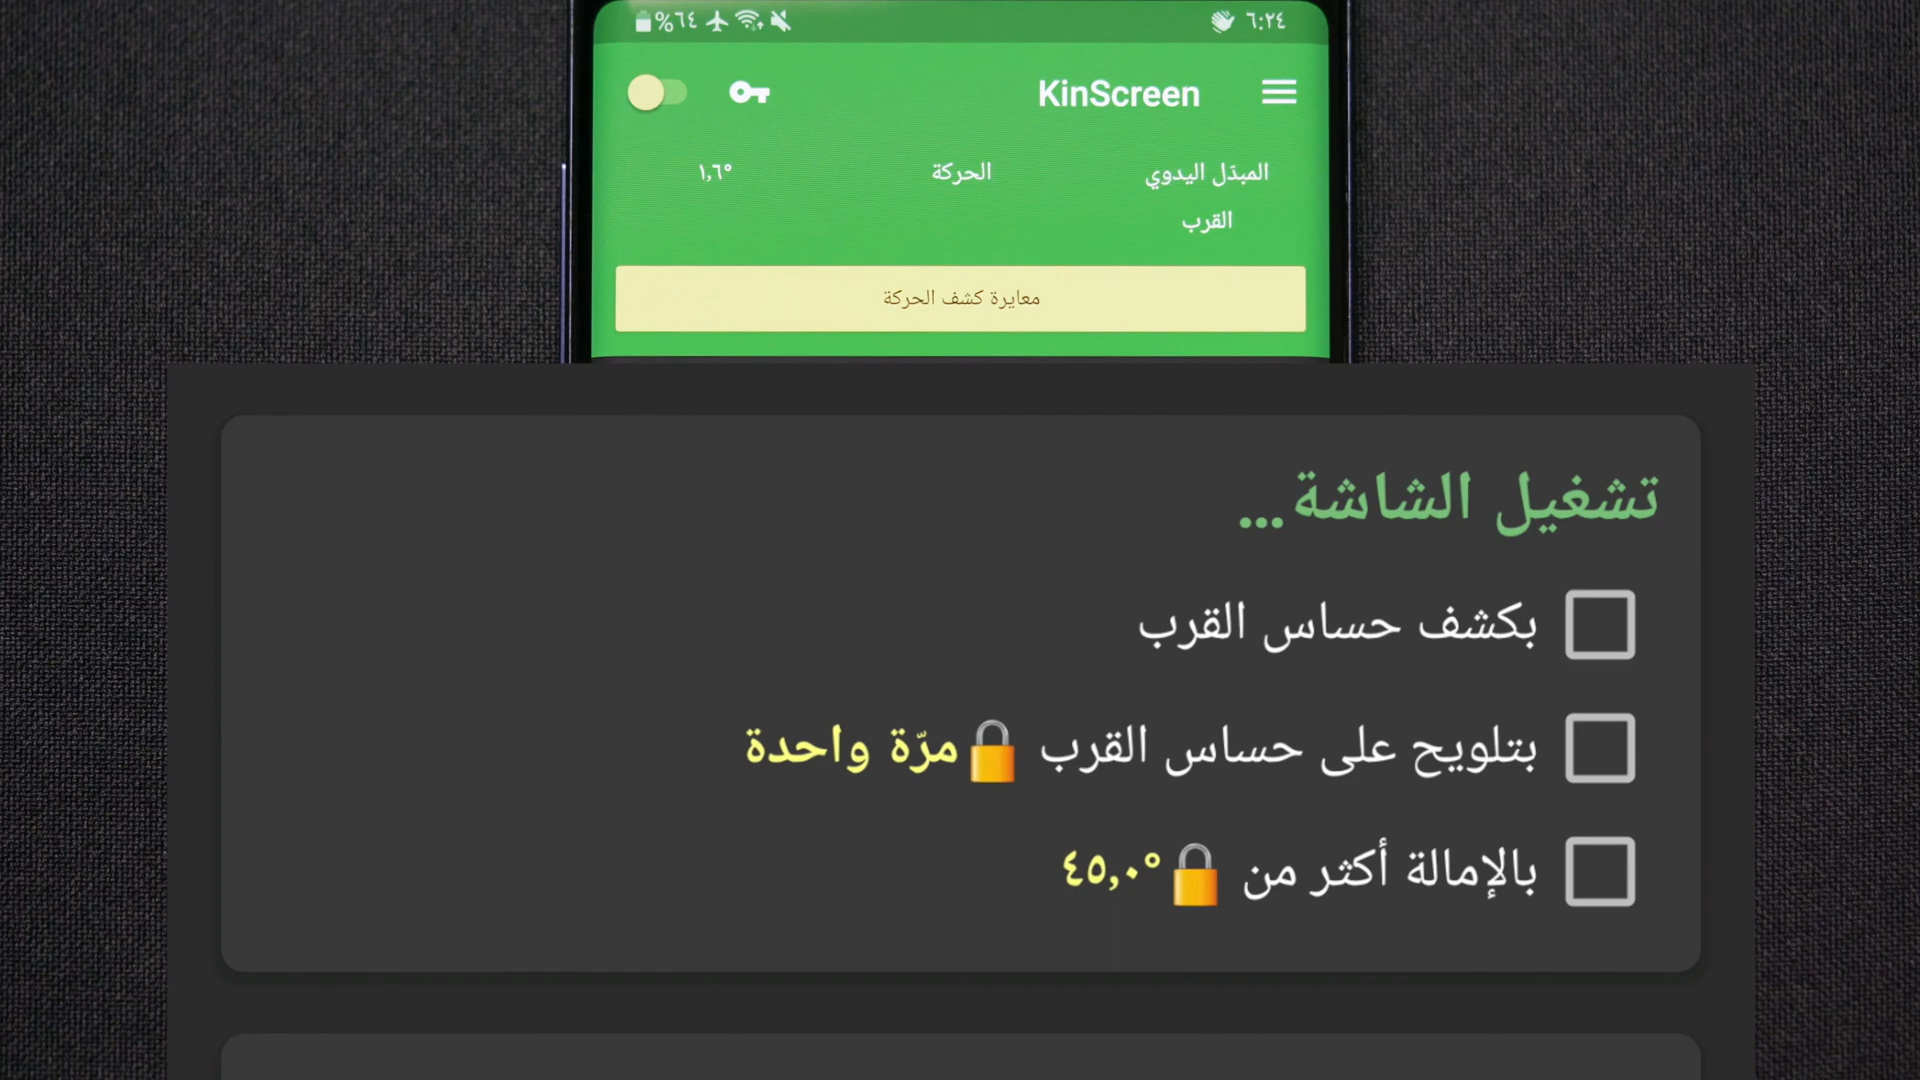 ٦:٢٤ %٦٤
KinScreen
المبدّل اليدوي الحركة ١,٦°
القرب
معايرة كشف الحركة
تشغيل الشاشة...
بكشف حساس القرب
بتلويح على حساس القرب 🔒مرّة واحدة
بالإمالة أكثر من 🔒٤٥,٠°